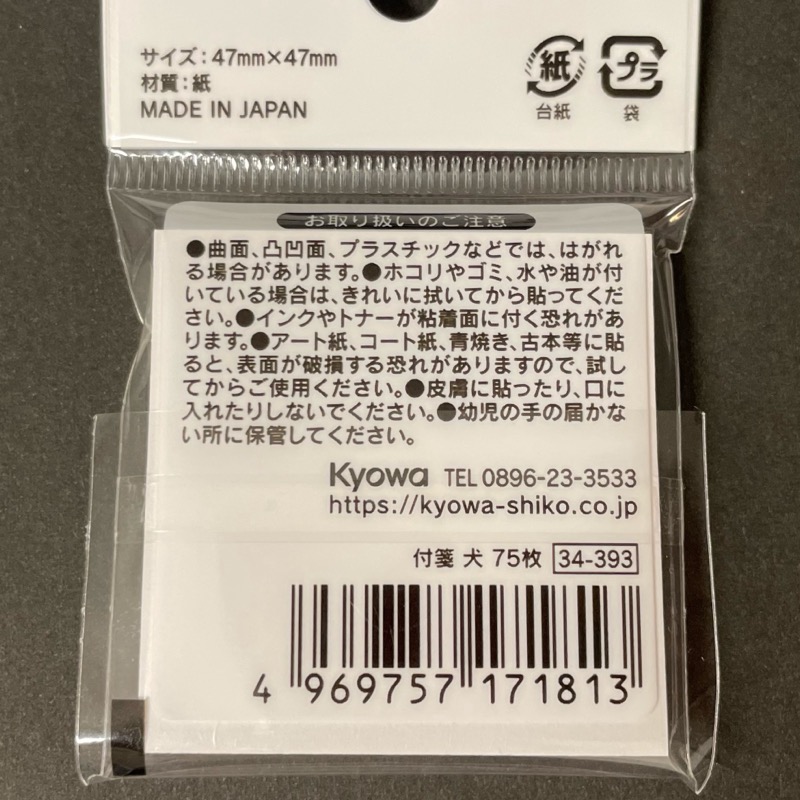 サイズ：47mm×47mm
材質：紙
MADE IN JAPAN
紙
台紙
プラ
袋
お取り扱いのご注意
●曲面、凸凹面、プラスチックなどでは、はがれ
る場合があります。●ホコリやゴミ、水や油が付
いている場合は、きれいに拭いてから貼ってくだ
さい。●インクやトナーが粘着面に付く恐れがあ
ります。●アート紙、コート紙、青焼き、古本等に貼
ると、表面が破損する恐れがありますので、試し
てからご使用ください。●皮膚に貼ったり、口に
入れたりしないでください。●幼児の手の届かな
い所に保管してください。
Kyowa TEL 0896-23-3533
https://kyowa-shiko.co.jp
付箋 犬 75枚 34-393
4 969757 171813